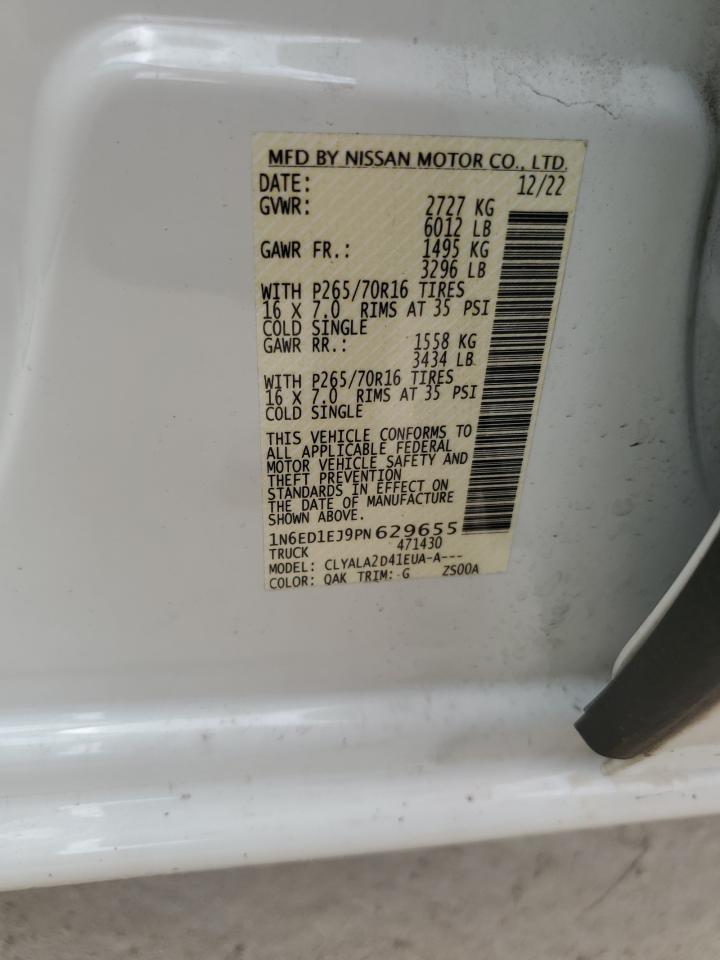 MFD BY NISSAN MOTOR CO., LTD.
DATE: 12/22
GVWR: 2727 KG
6012 LB
GAWR FR.: 1495 KG
3296 LB
WITH P265/70R16 TIRES
16 X 7.0 RIMS AT 35 PSI
COLD SINGLE
GAWR RR.: 1558 KG
3434 LB
WITH P265/70R16 TIRES
16 X 7.0 RIMS AT 35 PSI
COLD SINGLE
THIS VEHICLE CONFORMS TO
ALL APPLICABLE FEDERAL
MOTOR VEHICLE SAFETY AND
THEFT PREVENTION
STANDARDS IN EFFECT ON
THE DATE OF MANUFACTURE
SHOWN ABOVE.
1N6ED1EJ9PN629655
TRUCK 471430
MODEL: CLYALA2D41EUA-A---
COLOR: QAK TRIM: G ZS00A